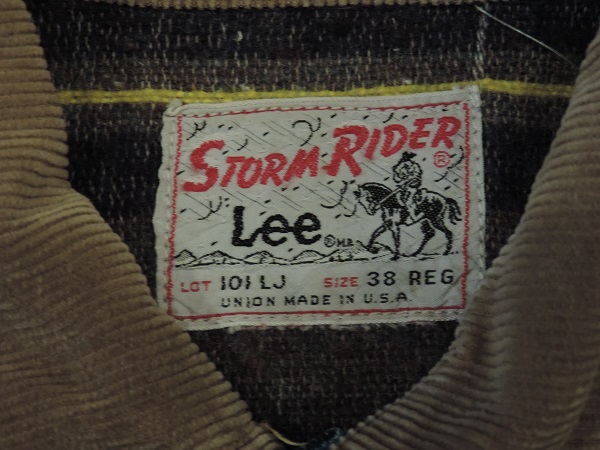 STORM RIDER ®
Lee ® M.R.
LOT 101 LJ SIZE 38 REG
UNION MADE IN U.S.A.